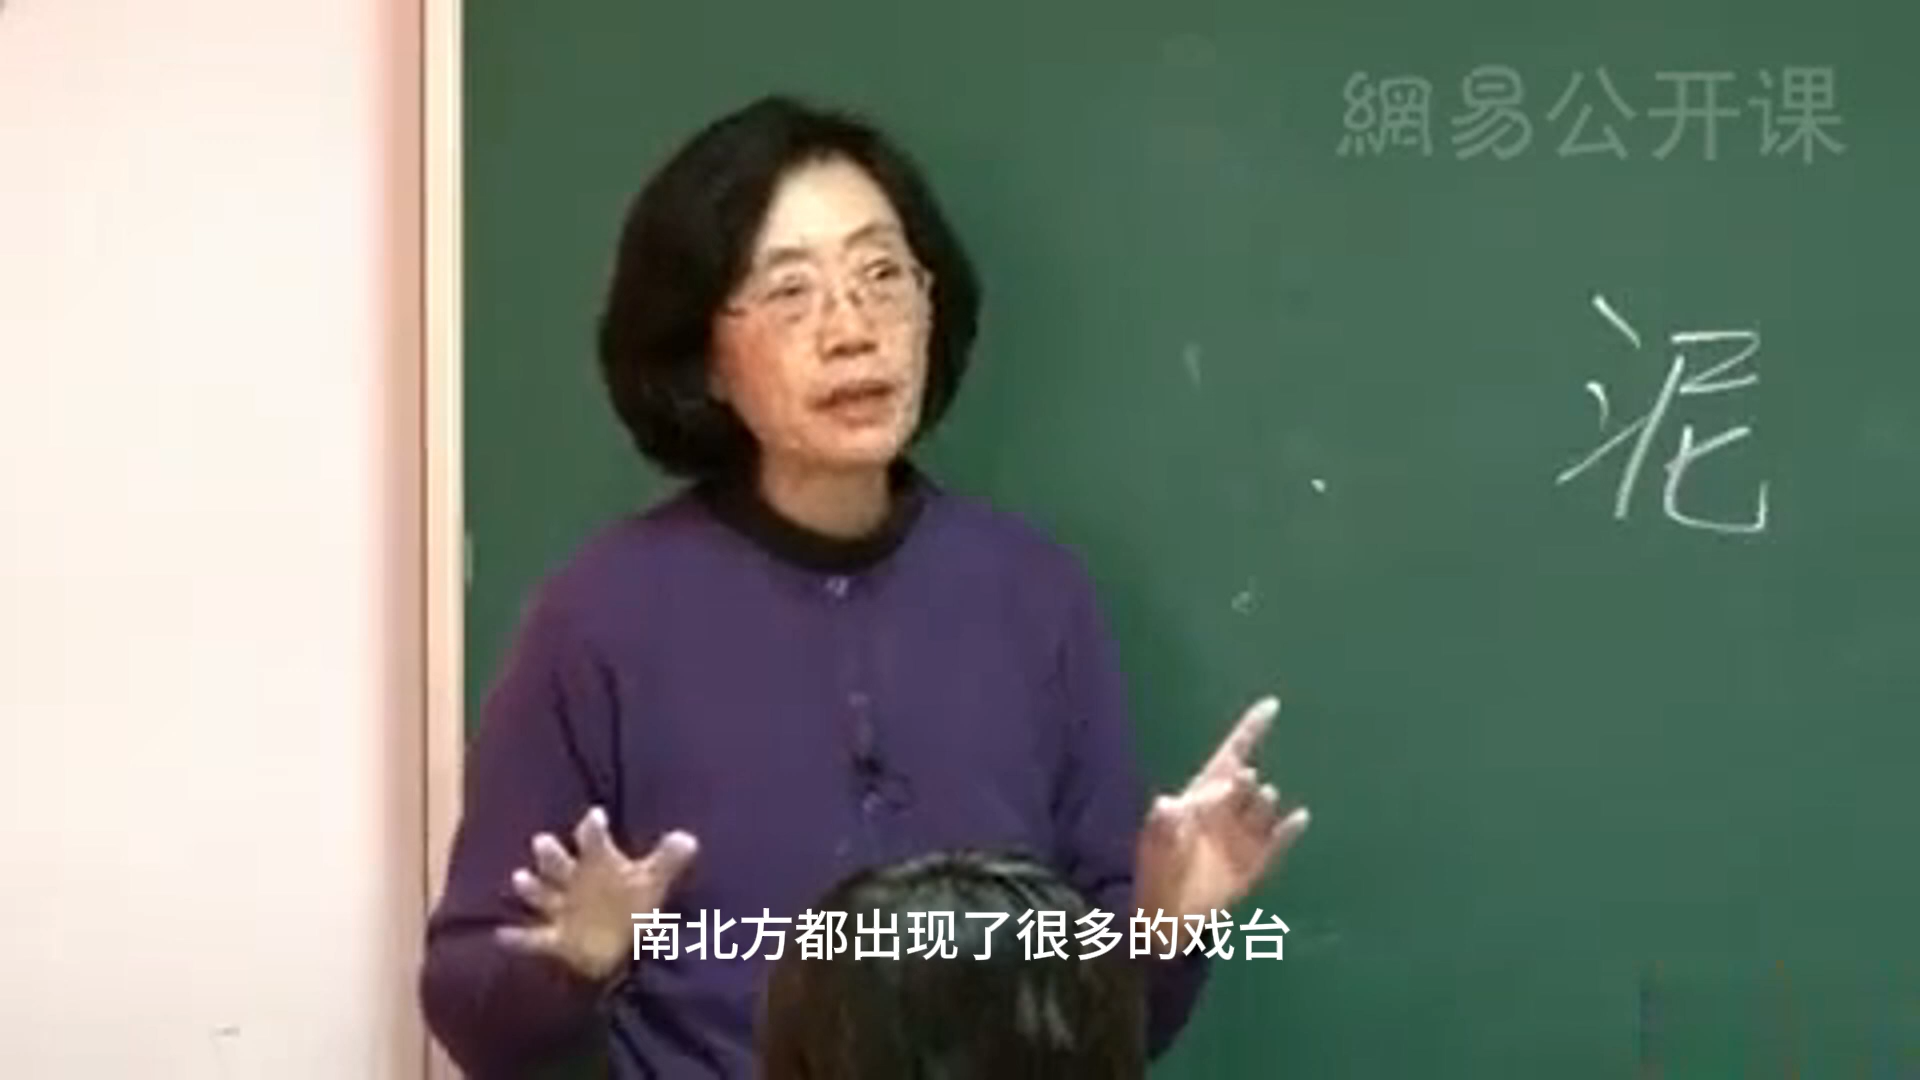 網易公开课
泥
南北方都出现了很多的戏台